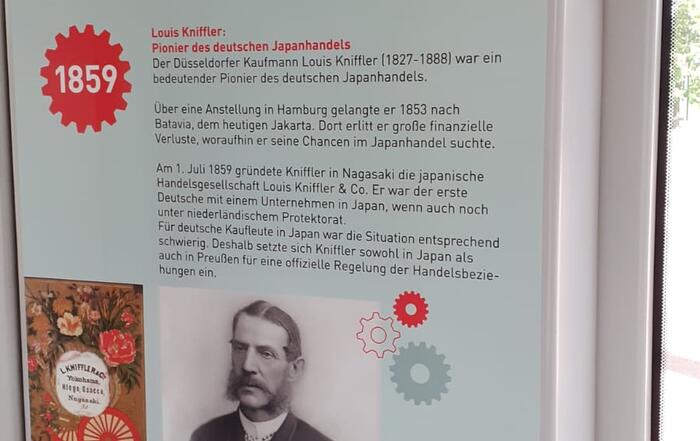 1859
Louis Kniffler:
Pionier des deutschen Japanhandels
Der Düsseldorfer Kaufmann Louis Kniffler (1827-1888) war ein
bedeutender Pionier des deutschen Japanhandels.
Über eine Anstellung in Hamburg gelangte er 1853 nach
Batavia, dem heutigen Jakarta. Dort erlitt er große finanzielle
Verluste, woraufhin er seine Chancen im Japanhandel suchte.
Am 1. Juli 1859 gründete Kniffler in Nagasaki die japanische
Handelsgesellschaft Louis Kniffler & Co. Er war der erste
Deutsche mit einem Unternehmen in Japan, wenn auch noch
unter niederländischem Protektorat.
Für deutsche Kaufleute in Japan war die Situation entsprechend
schwierig. Deshalb setzte sich Kniffler sowohl in Japan als
auch in Preußen für eine offizielle Regelung der Handelsbezie-
hungen ein.
L. KNIFFLER & Co.
Yokohama,
Hiogo, Osacca,
Nagasaki.